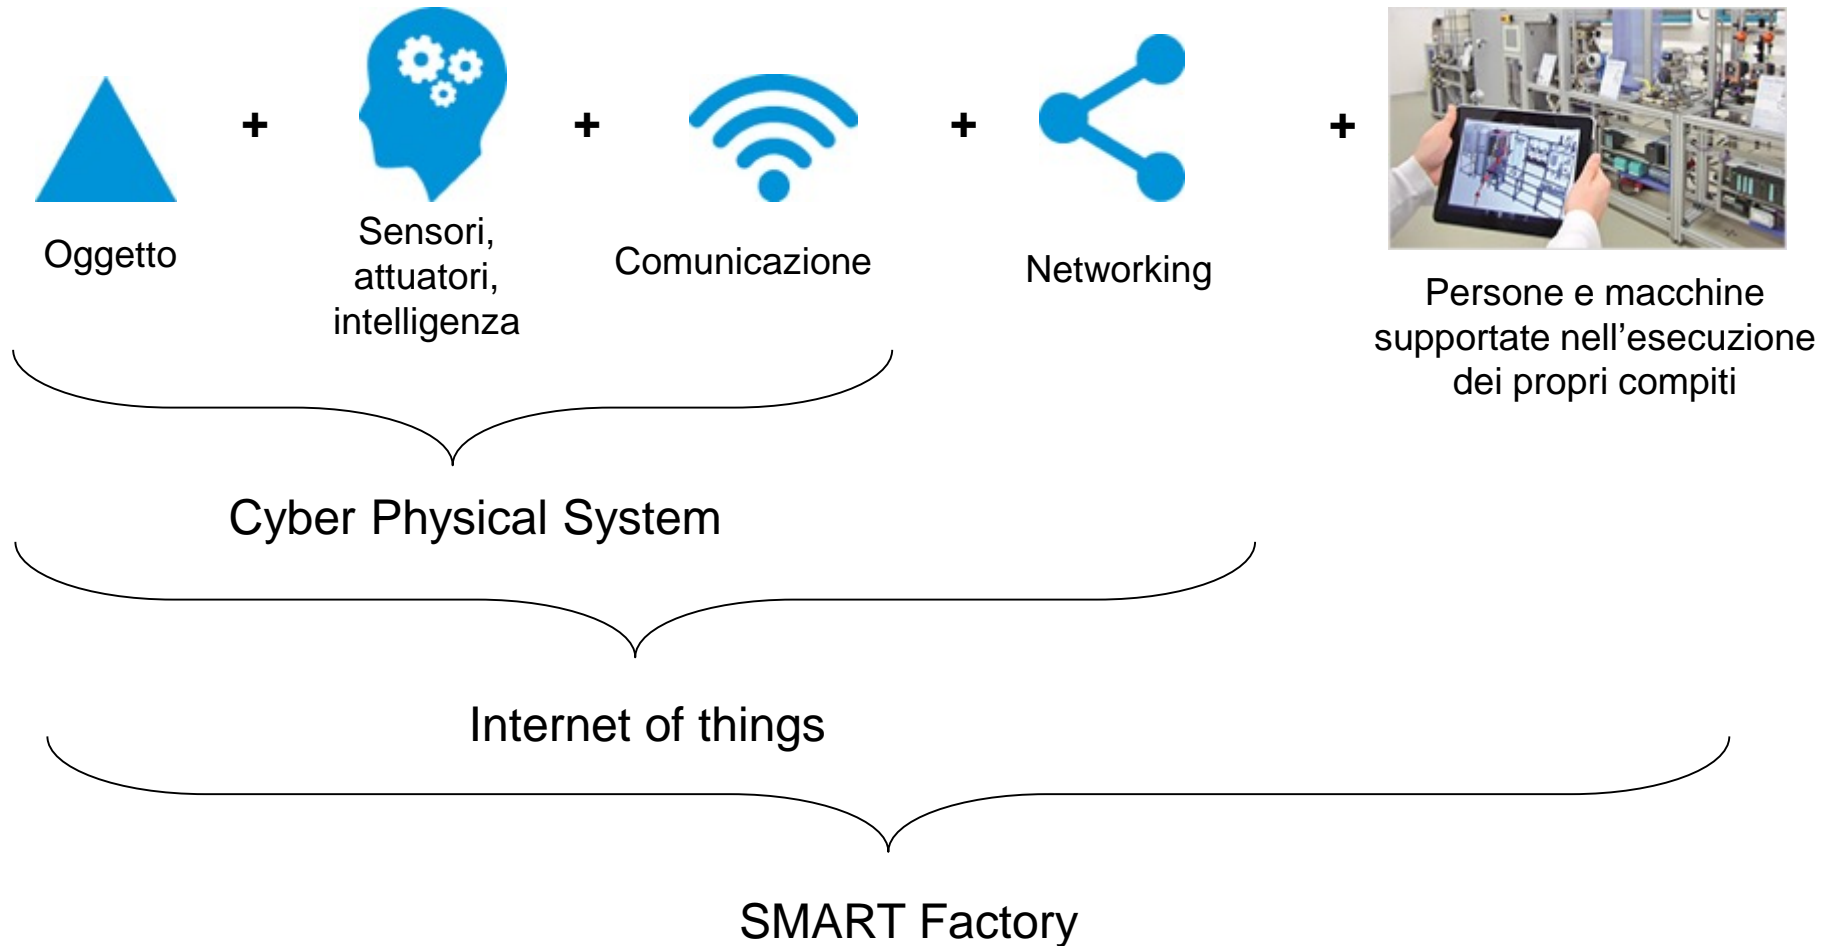 +
+
+
+
Oggetto
Sensori,
attuatori,
intelligenza
Comunicazione
Networking
Persone e macchine
supportate nell’esecuzione
dei propri compiti
Cyber Physical System
Internet of things
SMART Factory